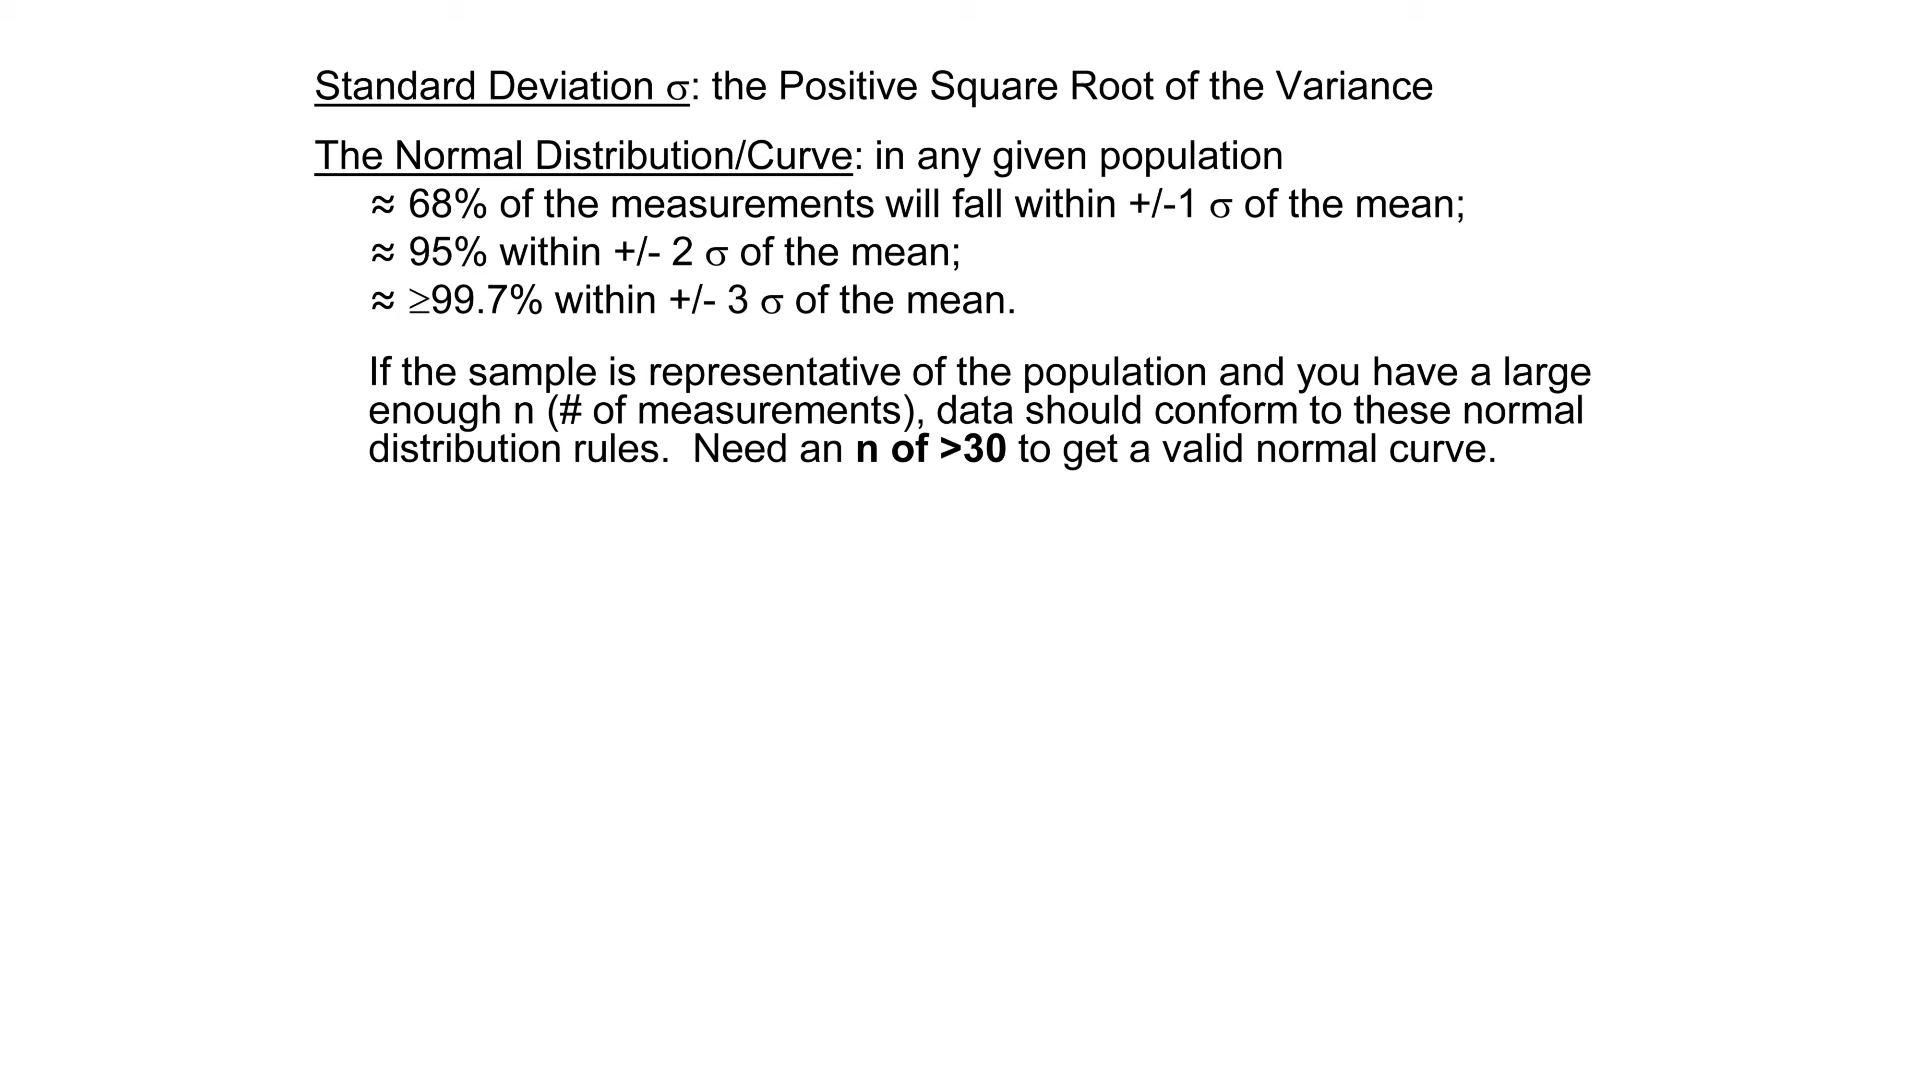 Standard Deviation σ: the Positive Square Root of the Variance
The Normal Distribution/Curve: in any given population
≈ 68% of the measurements will fall within +/-1 σ of the mean;
≈ 95% within +/- 2 σ of the mean;
≈ ≥99.7% within +/- 3 σ of the mean.
If the sample is representative of the population and you have a large
enough n (# of measurements), data should conform to these normal
distribution rules.  Need an n of >30 to get a valid normal curve.